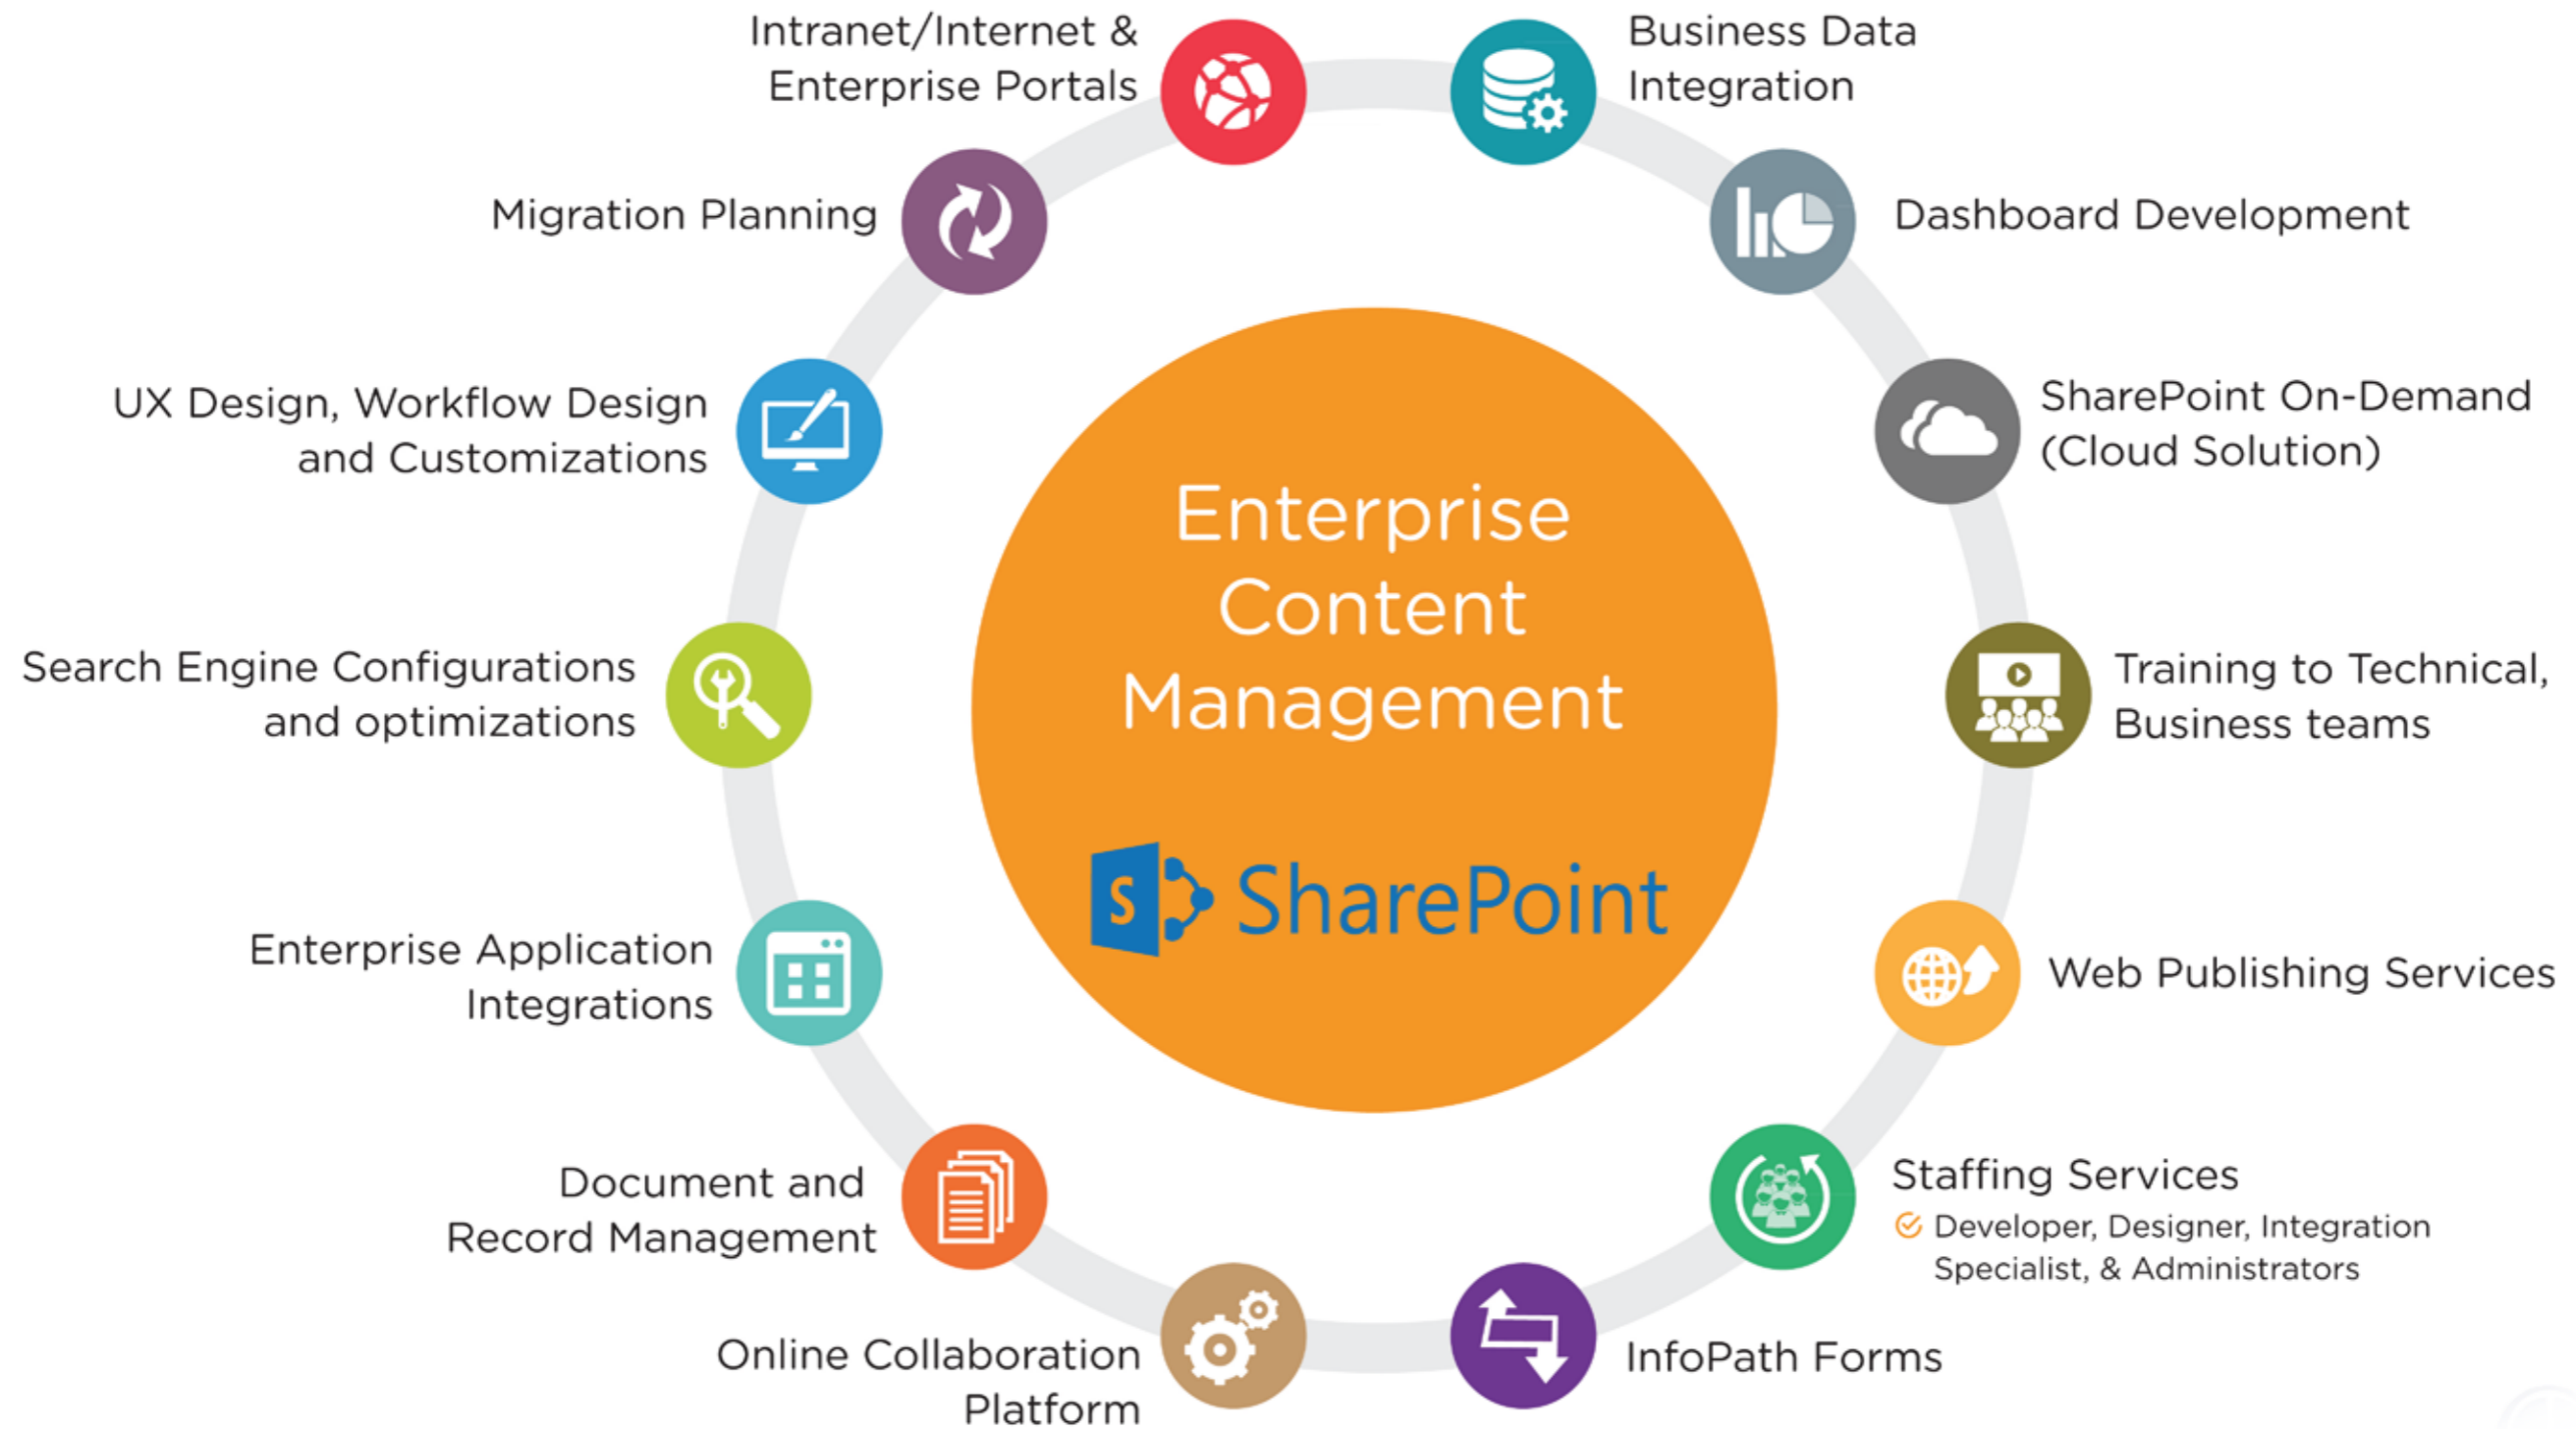 Intranet/Internet &
Enterprise Portals
Business Data
Integration
Migration Planning
Dashboard Development
UX Design, Workflow Design
and Customizations
SharePoint On-Demand
(Cloud Solution)
Enterprise
Content
Management
Search Engine Configurations
and optimizations
Training to Technical,
Business teams
S SharePoint
Enterprise Application
Integrations
Web Publishing Services
Document and
Record Management
Staffing Services
Developer, Designer, Integration
Specialist, & Administrators
Online Collaboration
Platform
InfoPath Forms